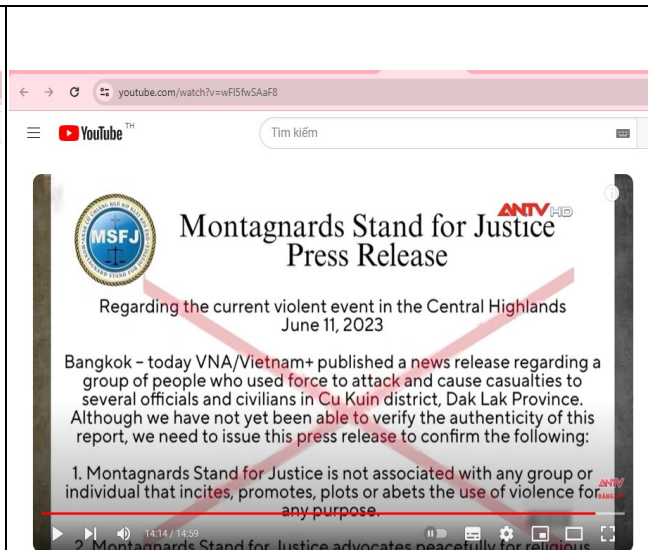 youtube.com/watch?v=wFI5fwSAaF8
YouTube TH
Tìm kiếm
ANTV HD
MSFJ
Montagnards Stand for Justice
Press Release
Regarding the current violent event in the Central Highlands
June 11, 2023
Bangkok – today VNA/Vietnam+ published a news release regarding a
group of people who used force to attack and cause casualties to
several officials and civilians in Cu Kuin district, Dak Lak Province.
Although we have not yet been able to verify the authenticity of this
report, we need to issue this press release to confirm the following:
1. Montagnards Stand for Justice is not associated with any group or
individual that incites, promotes, plots or abets the use of violence for
ANTV
any purpose.
14:14 / 14:59
2. Montagnards Stand for Justice advocates peacefully for religious